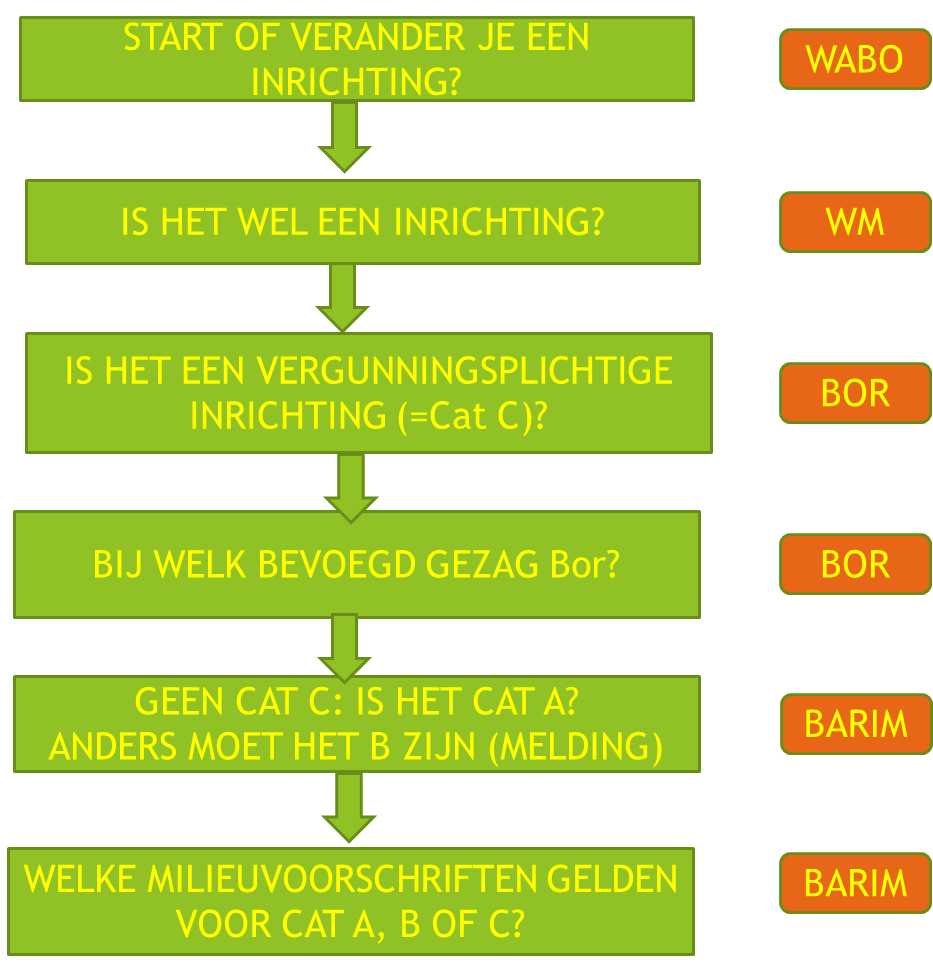 START OF VERANDER JE EEN
INRICHTING?
WABO
IS HET WEL EEN INRICHTING?
WM
IS HET EEN VERGUNNINGSPLICHTIGE
INRICHTING (=Cat C)?
BOR
BIJ WELK BEVOEGD GEZAG Bor?
BOR
GEEN CAT C: IS HET CAT A?
ANDERS MOET HET B ZIJN (MELDING)
BARIM
WELKE MILIEUVOORSCHRIFTEN GELDEN
VOOR CAT A, B OF C?
BARIM